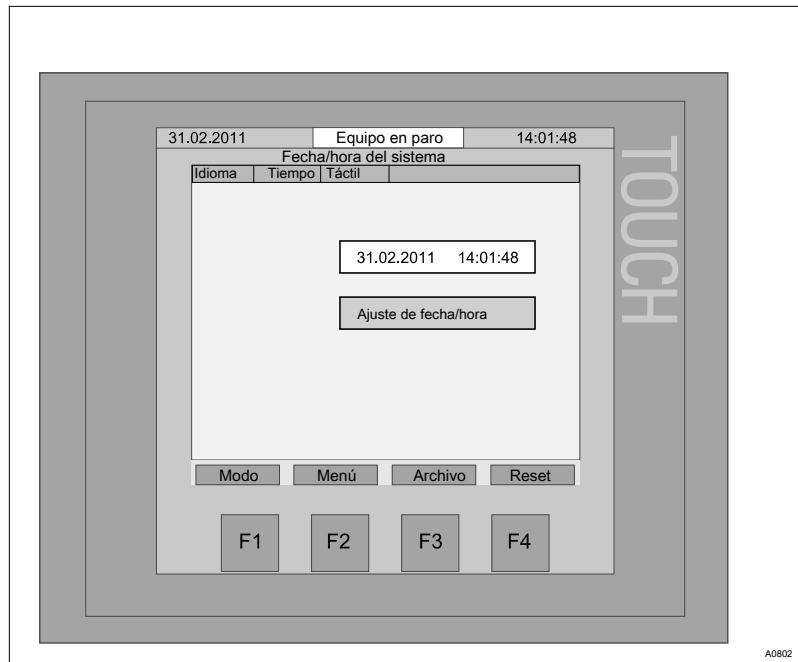 31.02.2011 Equipo en paro 14:01:48
Fecha/hora del sistema
Idioma Tiempo Táctil
31.02.2011 14:01:48
Ajuste de fecha/hora
Modo Menú Archivo Reset
F1 F2 F3 F4
TOUCH
A0802